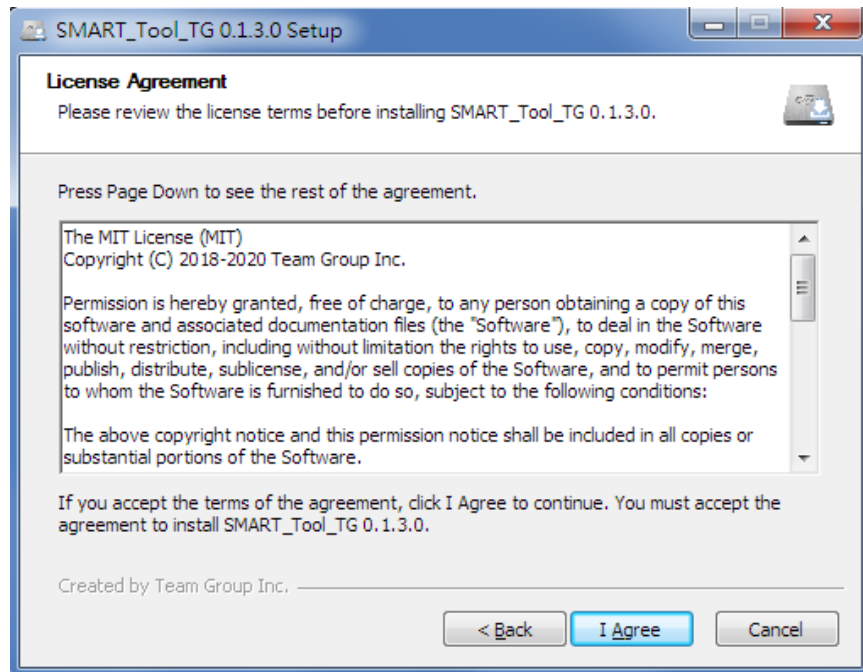 SMART_Tool_TG 0.1.3.0 Setup
License Agreement
Please review the license terms before installing SMART_Tool_TG 0.1.3.0.
Press Page Down to see the rest of the agreement.
The MIT License (MIT)
Copyright (C) 2018-2020 Team Group Inc.
Permission is hereby granted, free of charge, to any person obtaining a copy of this
software and associated documentation files (the "Software"), to deal in the Software
without restriction, including without limitation the rights to use, copy, modify, merge,
publish, distribute, sublicense, and/or sell copies of the Software, and to permit persons
to whom the Software is furnished to do so, subject to the following conditions:
The above copyright notice and this permission notice shall be included in all copies or
substantial portions of the Software.
If you accept the terms of the agreement, click I Agree to continue. You must accept the
agreement to install SMART_Tool_TG 0.1.3.0.
Created by Team Group Inc.
< Back
I Agree
Cancel